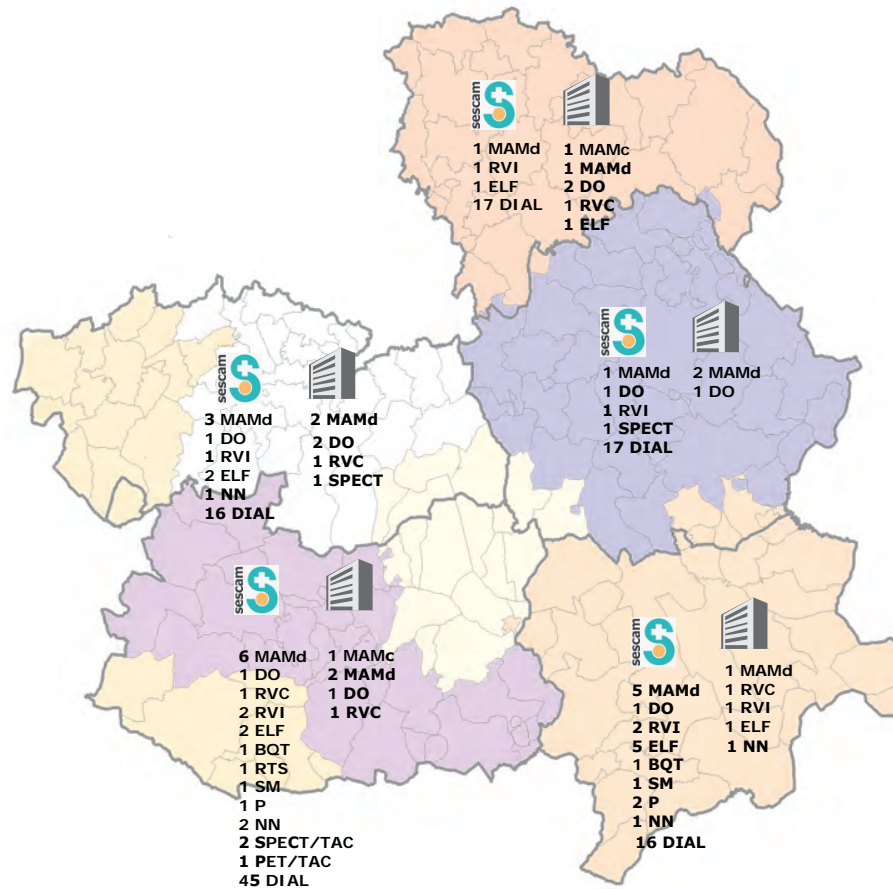 sescam
1 MAMd
1 RVI
1 ELF
17 DIAL
1 MAMc
1 MAMd
2 DO
1 RVC
1 ELF
sescam
1 MAMd
1 DO
1 RVI
1 SPECT
17 DIAL
2 MAMd
1 DO
sescam
3 MAMd
1 DO
1 RVI
2 ELF
1 NN
16 DIAL
2 MAMd
2 DO
1 RVC
1 SPECT
sescam
6 MAMd
1 DO
1 RVC
2 RVI
2 ELF
1 BQT
1 RTS
1 SM
1 P
2 NN
2 SPECT/TAC
1 PET/TAC
45 DIAL
1 MAMc
2 MAMd
1 DO
1 RVC
sescam
5 MAMd
1 DO
2 RVI
5 ELF
1 BQT
1 SM
2 P
1 NN
16 DIAL
1 MAMd
1 RVC
1 RVI
1 ELF
1 NN